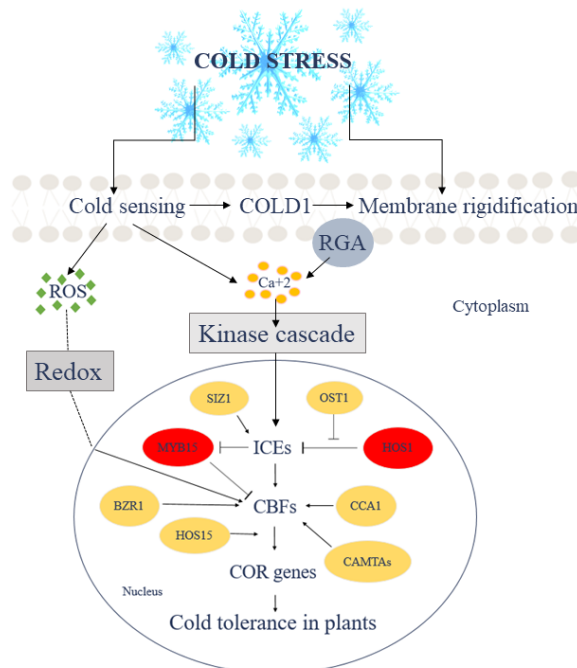 COLD STRESS
Cold sensing
COLD1
Membrane rigidification
RGA
ROS
Ca+2
Cytoplasm
Kinase cascade
Redox
SIZ1
OST1
MYB15
ICEs
HOS1
BZR1
CBFs
CCA1
HOS15
COR genes
CAMTAs
Nucleus
Cold tolerance in plants